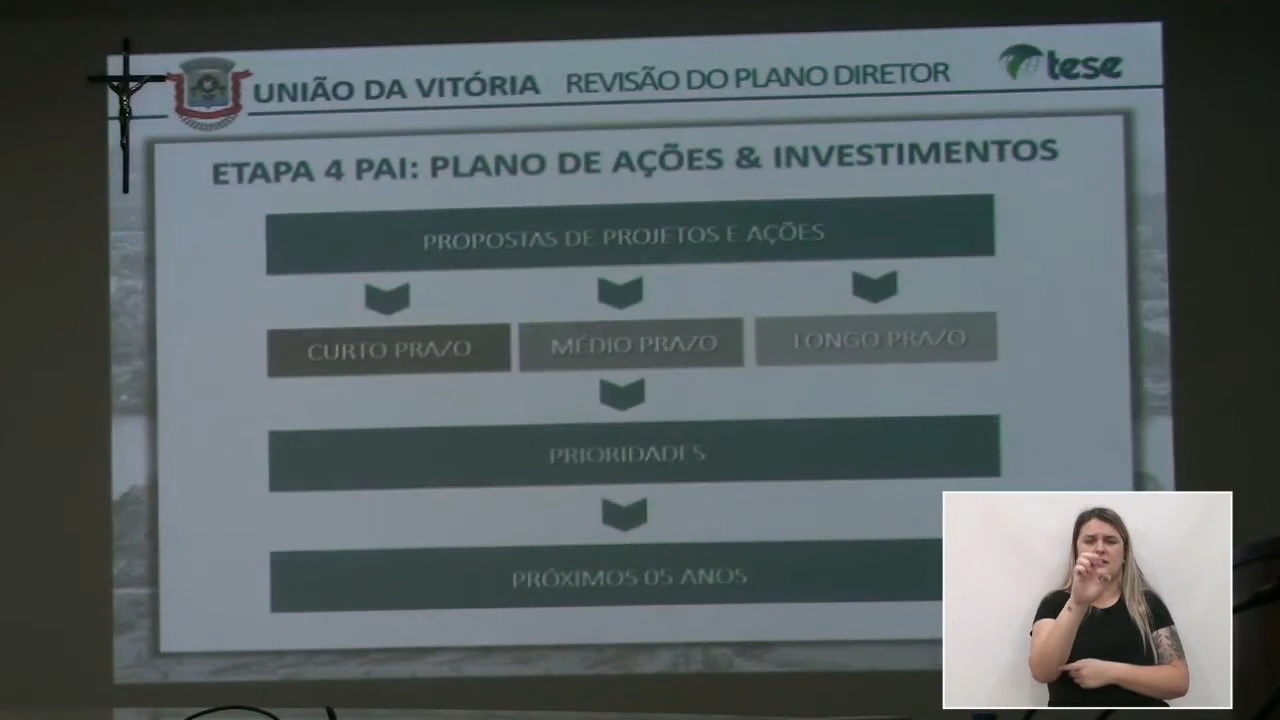 UNIÃO DA VITÓRIA REVISÃO DO PLANO DIRETOR
tese
ETAPA 4 PAI: PLANO DE AÇÕES & INVESTIMENTOS
PROPOSTAS DE PROJETOS E AÇÕES
CURTO PRAZO MÉDIO PRAZO LONGO PRAZO
PRIORIDADES
PRÓXIMOS 05 ANOS